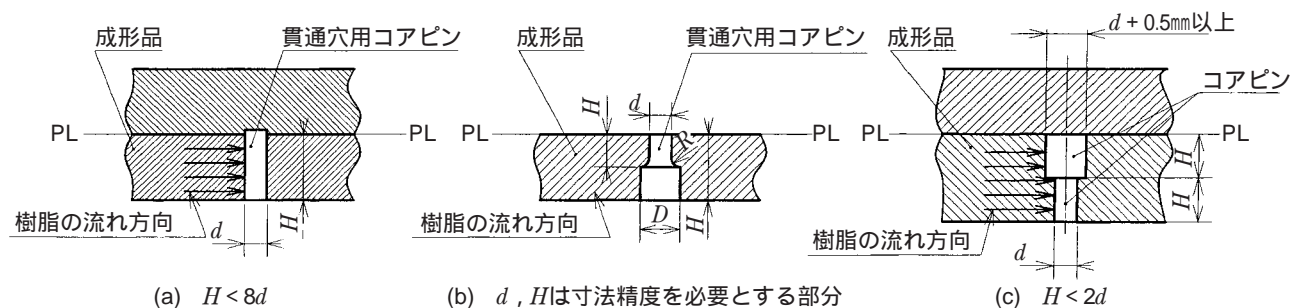 成形品
貫通穴用コアピン
PL
PL
H
樹脂の流れ方向
d
(a) H < 8d
成形品
貫通穴用コアピン
d
H
R
PL
D
H
樹脂の流れ方向
(b) d , Hは寸法精度を必要とする部分
d + 0.5mm以上
成形品
コアピン
PL
PL
H
H
樹脂の流れ方向
d
(c) H < 2d